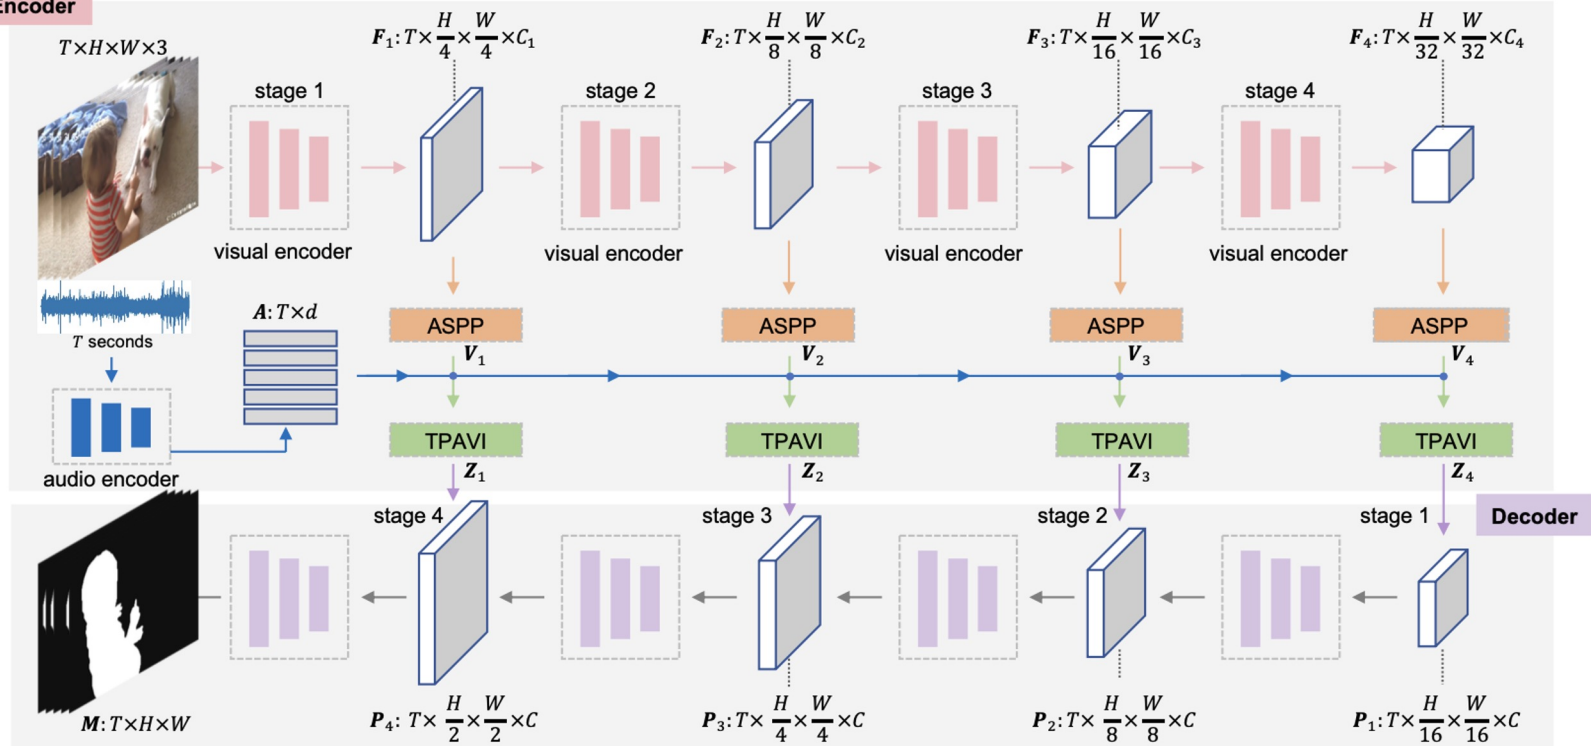 Encoder
T×H×W×3
F₁: T× H/4 × W/4 ×C₁
F₂: T× H/8 × W/8 ×C₂
F₃: T× H/16 × W/16 ×C₃
F₄: T× H/32 × W/32 ×C₄
stage 1
stage 2
stage 3
stage 4
visual encoder
visual encoder
visual encoder
visual encoder
T seconds
A: T×d
ASPP
ASPP
ASPP
ASPP
V₁
V₂
V₃
V₄
audio encoder
TPAVI
TPAVI
TPAVI
TPAVI
Z₁
Z₂
Z₃
Z₄
Decoder
stage 4
stage 3
stage 2
stage 1
M: T×H×W
P₄: T× H/2 × W/2 ×C
P₃: T× H/4 × W/4 ×C
P₂: T× H/8 × W/8 ×C
P₁: T× H/16 × W/16 ×C